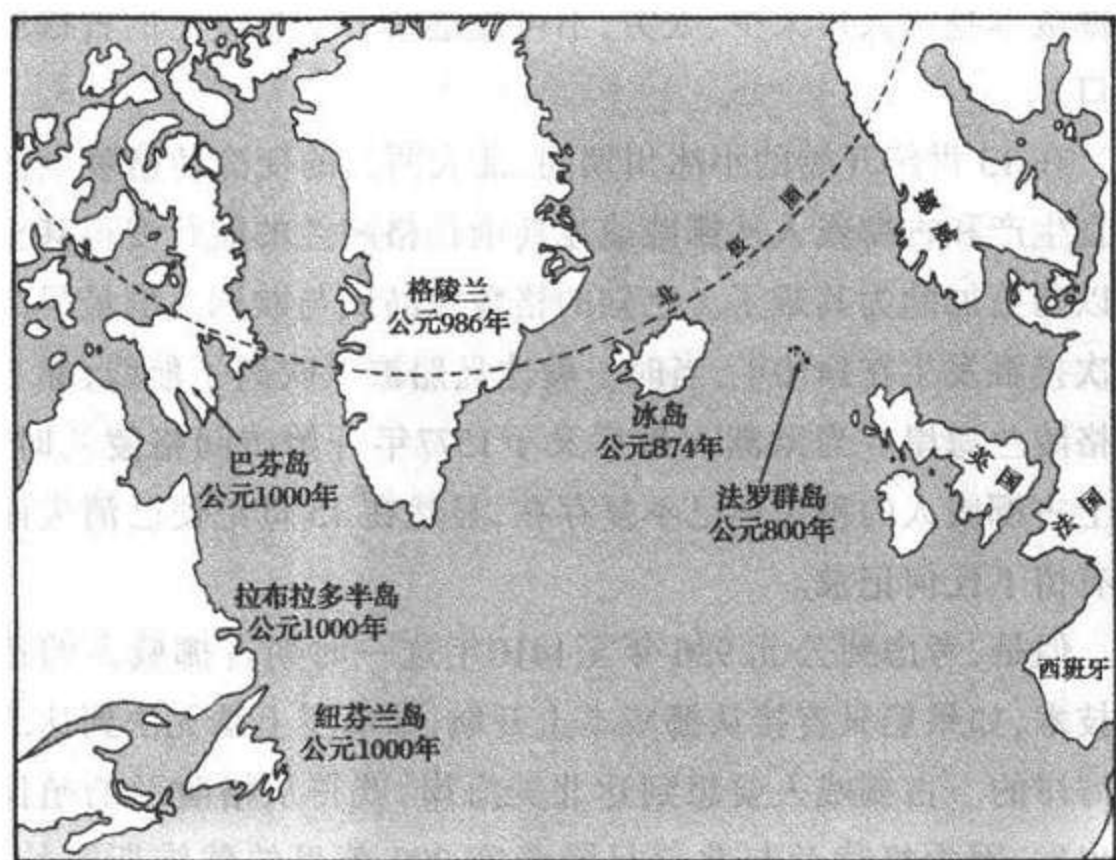 北极圈
挪威
格陵兰
公元986年
冰岛
公元874年
巴芬岛
公元1000年
法罗群岛
公元800年
英国
法国
拉布拉多半岛
公元1000年
西班牙
纽芬兰岛
公元1000年